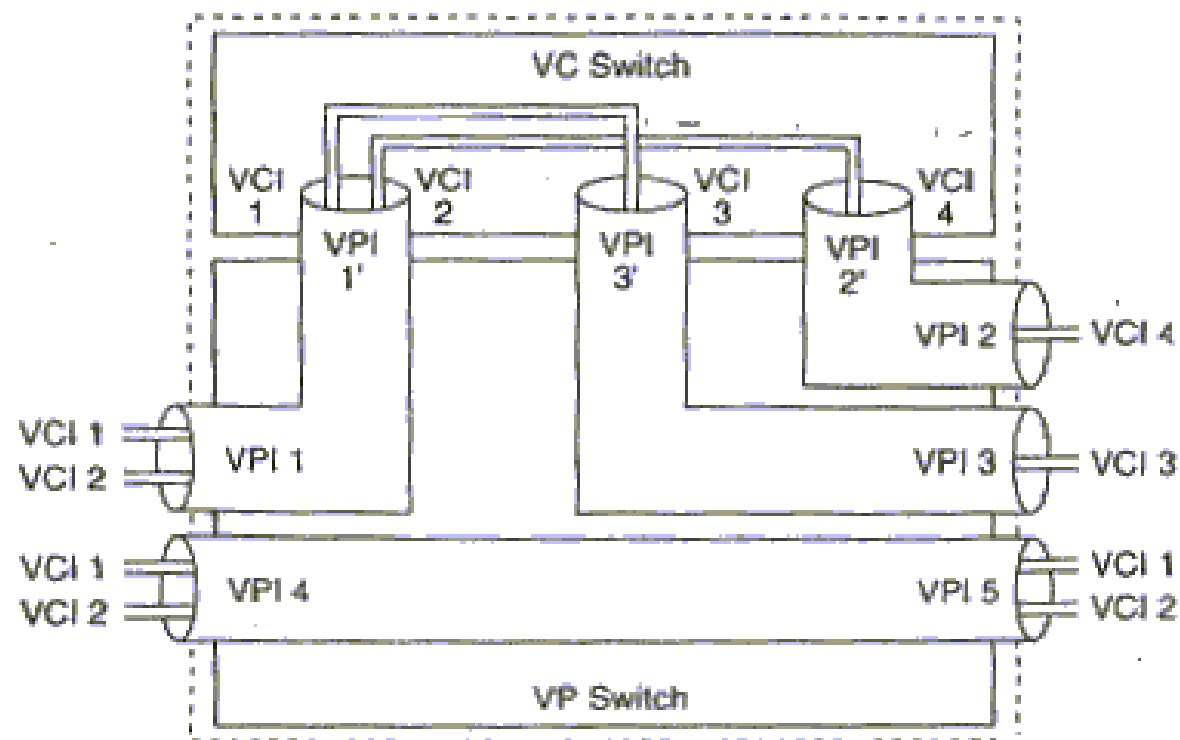 VC Switch
VCI
1
VCI
2
VCI
3
VCI
4
VPI
1'
VPI
3'
VPI
2'
VPI 2
VCI 4
VCI 1
VCI 2
VPI 1
VPI 3
VCI 3
VCI 1
VCI 2
VPI 4
VPI 5
VCI 1
VCI 2
VP Switch